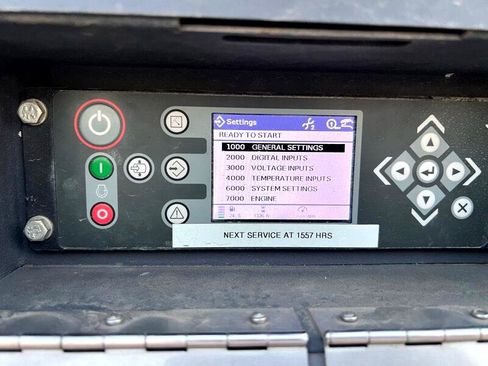 Settings
READY TO START
1000 GENERAL SETTINGS
2000 DIGITAL INPUTS
3000 VOLTAGE INPUTS
4000 TEMPERATURE INPUTS
6000 SYSTEM SETTINGS
7000 ENGINE
NEXT SERVICE AT 1557 HRS